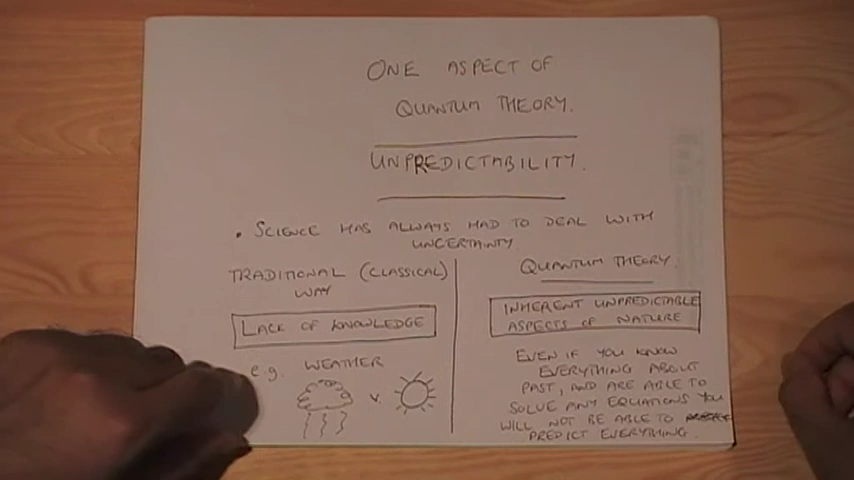 ONE ASPECT OF
QUANTUM THEORY.
UNPREDICTABILITY.
• SCIENCE HAS ALWAYS HAD TO DEAL WITH
UNCERTAINTY.
TRADITIONAL (CLASSICAL)
WAY
LACK OF KNOWLEDGE
e.g. WEATHER
v.
QUANTUM THEORY.
INHERENT UNPREDICTABLE
ASPECTS OF NATURE
EVEN IF YOU KNOW
EVERYTHING ABOUT
PAST, AND ARE ABLE TO
SOLVE ANY EQUATIONS YOU
WILL NOT BE ABLE TO
PREDICT EVERYTHING.